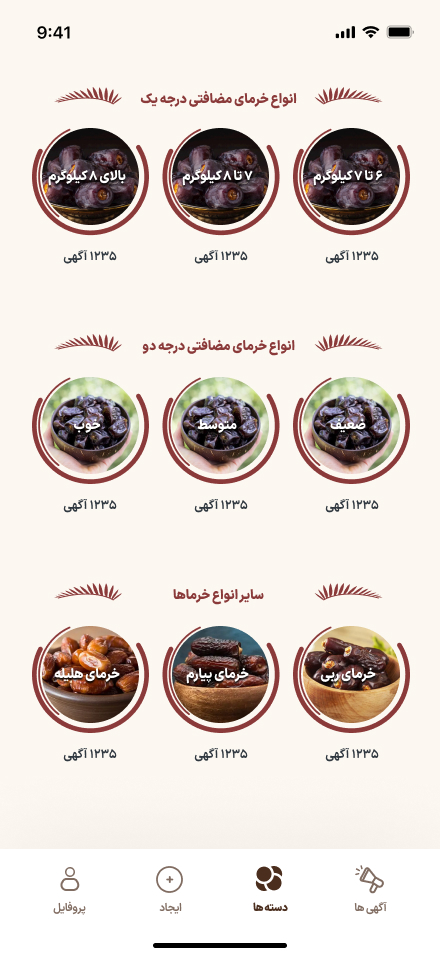 9:41
انواع خرمای مضافتی درجه یک
۶ تا ۷ کیلوگرم
۷ تا ۸ کیلوگرم
بالای ۸ کیلوگرم
۱۲۳۵ آگهی
۱۲۳۵ آگهی
۱۲۳۵ آگهی
انواع خرمای مضافتی درجه دو
ضعیف
متوسط
خوب
۱۲۳۵ آگهی
۱۲۳۵ آگهی
۱۲۳۵ آگهی
سایر انواع خرماها
خرمای ربی
خرمای پیارم
خرمای هلیله
۱۲۳۵ آگهی
۱۲۳۵ آگهی
۱۲۳۵ آگهی
آگهی ها
دسته‌ها
ایجاد
پروفایل